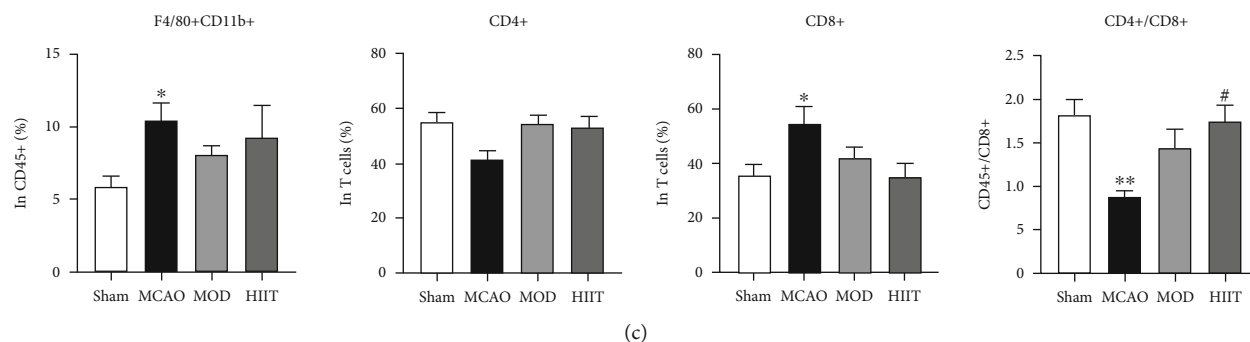 F4/80+CD11b+
15
10
5
0
In CD45+ (%)
*
Sham MCAO MOD HIIT
CD4+
80
60
40
20
0
In T cells (%)
Sham MCAO MOD HIIT
CD8+
80
60
40
20
0
In T cells (%)
*
Sham MCAO MOD HIIT
CD4+/CD8+
2.5
2.0
1.5
1.0
1.5
0
CD45+/CD8+
**
#
Sham MCAO MOD HIIT
(c)